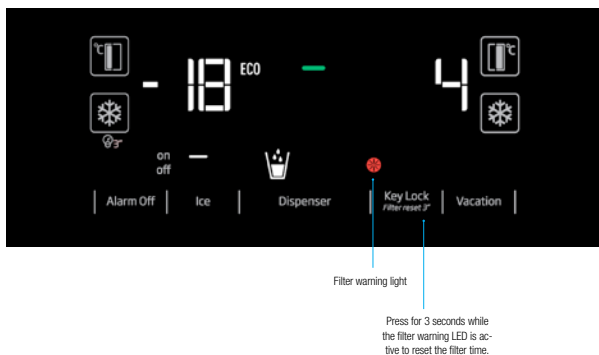 °C
°C
-18 ECO
4
3"
on
off
Alarm Off
Ice
Dispenser
Key Lock
Filter reset 3"
Vacation
Filter warning light
Press for 3 seconds while
the filter warning LED is ac-
tive to reset the filter time.